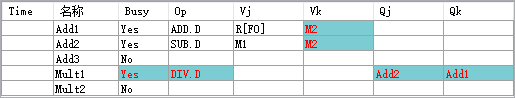 Time 名称 Busy Op Vj Vk Qj Qk
Add1 Yes ADD.D R[F0] M2
Add2 Yes SUB.D M1 M2
Add3 No
Mult1 Yes DIV.D Add2 Add1
Mult2 No